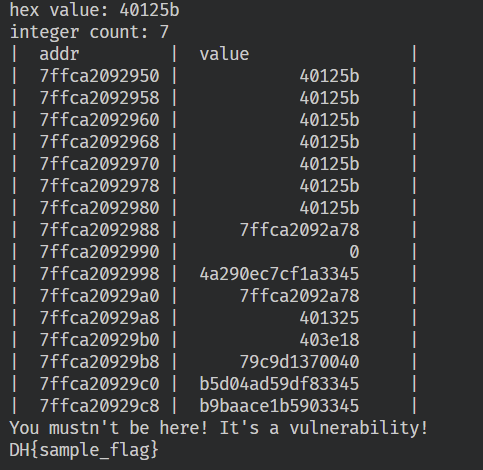 hex value: 40125b
integer count: 7
| addr | value |
| 7ffca2092950 | 40125b |
| 7ffca2092958 | 40125b |
| 7ffca2092960 | 40125b |
| 7ffca2092968 | 40125b |
| 7ffca2092970 | 40125b |
| 7ffca2092978 | 40125b |
| 7ffca2092980 | 40125b |
| 7ffca2092988 | 7ffca2092a78 |
| 7ffca2092990 | 0 |
| 7ffca2092998 | 4a290ec7cf1a3345 |
| 7ffca20929a0 | 7ffca2092a78 |
| 7ffca20929a8 | 401325 |
| 7ffca20929b0 | 403e18 |
| 7ffca20929b8 | 79c9d1370040 |
| 7ffca20929c0 | b5d04ad59df83345 |
| 7ffca20929c8 | b9baace1b5903345 |
You mustn't be here! It's a vulnerability!
DH{sample_flag}